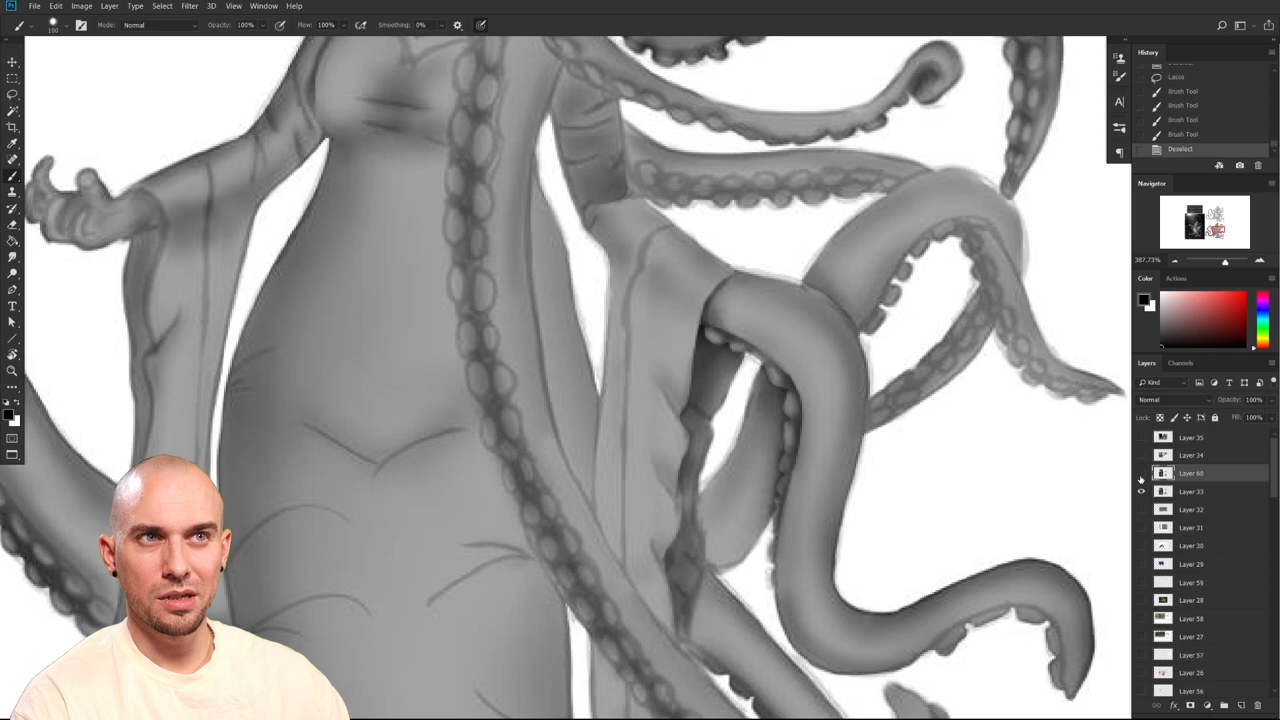 File Edit Image Layer Type Select Filter 3D View Window Help
100 Mode: Normal Opacity: 100% Flow: 100% Smoothing: 0%
History
Lasso
Brush Tool
Brush Tool
Brush Tool
Brush Tool
Deselect
Navigator
387.73%
Color Actions
Layers Channels
Kind
Normal Opacity: 100%
Lock: Fill: 100%
Layer 35
Layer 34
Layer 60
Layer 33
Layer 32
Layer 31
Layer 30
Layer 29
Layer 59
Layer 28
Layer 58
Layer 27
Layer 57
Layer 26
Layer 56